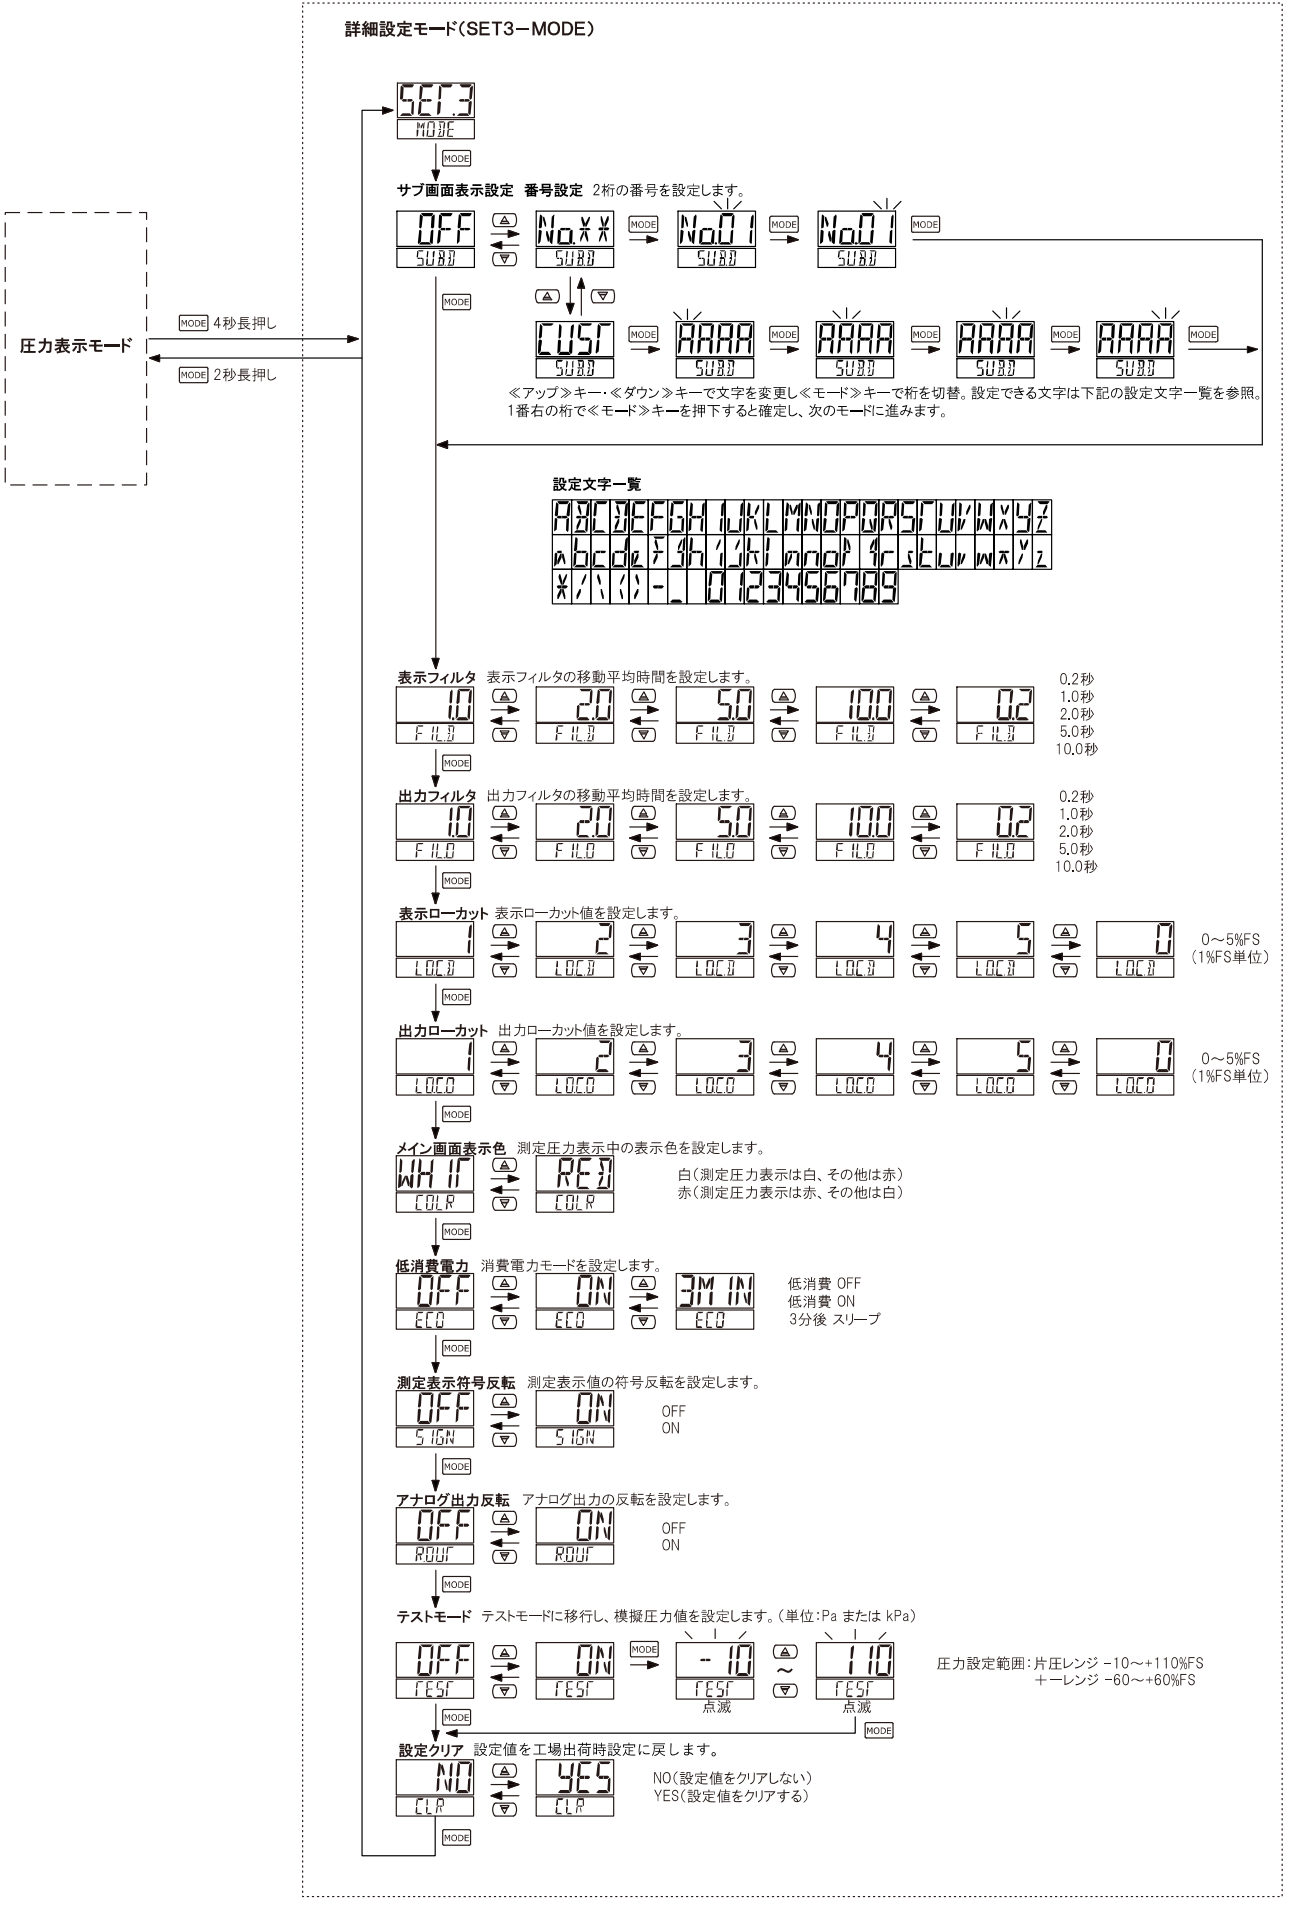 詳細設定モード(SET3－MODE)
SET.3
MODE
MODE
サブ画面表示設定 番号設定 2桁の番号を設定します。
OFF
SUB.D
No.**
SUB.D
MODE
No.01
SUB.D
MODE
No.01
SUB.D
MODE
MODE
CUST
SUB.D
MODE
AAAA
SUB.D
MODE
AAAA
SUB.D
MODE
AAAA
SUB.D
MODE
AAAA
SUB.D
MODE
≪アップ≫キー・≪ダウン≫キーで文字を変更し≪モード≫キーで桁を切替。設定できる文字は下記の設定文字一覧を参照。
1番右の桁で≪モード≫キーを押下すると確定し、次のモードに進みます。
圧力表示モード
MODE 4秒長押し
MODE 2秒長押し
設定文字一覧
A B C D E F G H I J K L M N O P Q R S T U V W X Y Z
a b c d e f g h i j k l m n o p q r s t u v w x y z
* / \ ( ) - _ 0 1 2 3 4 5 6 7 8 9
表示フィルタ 表示フィルタの移動平均時間を設定します。
1.0
FIL.D
2.0
FIL.D
5.0
FIL.D
10.0
FIL.D
0.2
FIL.D
0.2秒
1.0秒
2.0秒
5.0秒
10.0秒
MODE
出力フィルタ 出力フィルタの移動平均時間を設定します。
1.0
FIL.O
2.0
FIL.O
5.0
FIL.O
10.0
FIL.O
0.2
FIL.O
0.2秒
1.0秒
2.0秒
5.0秒
10.0秒
MODE
表示ローカット 表示ローカット値を設定します。
1
LOC.D
2
LOC.D
3
LOC.D
4
LOC.D
5
LOC.D
0
LOC.D
0～5%FS
(1%FS単位)
MODE
出力ローカット 出力ローカット値を設定します。
1
LOC.O
2
LOC.O
3
LOC.O
4
LOC.O
5
LOC.O
0
LOC.O
0～5%FS
(1%FS単位)
MODE
メイン画面表示色 測定圧力表示中の表示色を設定します。
WHIT
COLR
RED
COLR
白(測定圧力表示は白、その他は赤)
赤(測定圧力表示は赤、その他は白)
MODE
低消費電力 消費電力モードを設定します。
OFF
ECO
ON
ECO
3MIN
ECO
低消費 OFF
低消費 ON
3分後 スリープ
MODE
測定表示符号反転 測定表示値の符号反転を設定します。
OFF
SIGN
ON
SIGN
OFF
ON
MODE
アナログ出力反転 アナログ出力の反転を設定します。
OFF
R.OUT
ON
R.OUT
OFF
ON
MODE
テストモード テストモードに移行し、模擬圧力値を設定します。(単位:Pa または kPa)
OFF
TEST
ON
TEST
MODE
-10
TEST
点滅
～
110
TEST
点滅
圧力設定範囲:片圧レンジ -10～+110%FS
＋－レンジ -60～+60%FS
MODE
MODE
設定クリア 設定値を工場出荷時設定に戻します。
NO
CLR
YES
CLR
NO(設定値をクリアしない)
YES(設定値をクリアする)
MODE